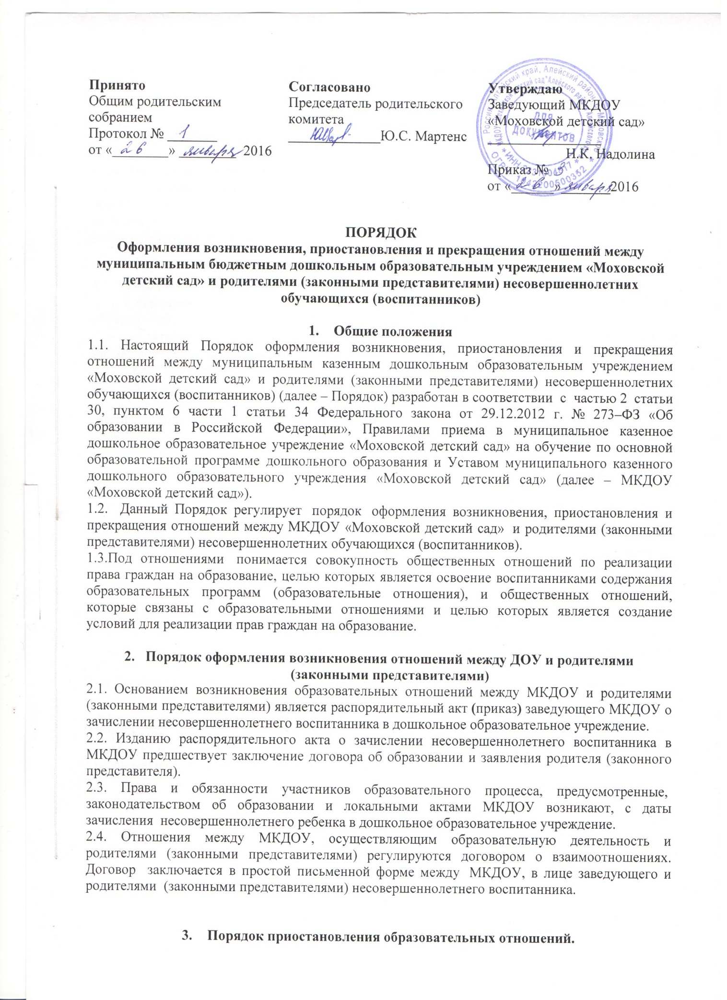 Принято
Общим родительским
собранием
Протокол № 1
от « 26 » января 2016
Согласовано
Председатель родительского
комитета
Ю.С. Мартенс
Утверждаю
Заведующий МКДОУ
«Моховской детский сад»
Н.К. Надолина
Приказ № 3
от « 26 » января 2016
для
документов
ПОРЯДОК
Оформления возникновения, приостановления и прекращения отношений между
муниципальным бюджетным дошкольным образовательным учреждением «Моховской
детский сад» и родителями (законными представителями) несовершеннолетних
обучающихся (воспитанников)
1. Общие положения
1.1. Настоящий Порядок оформления возникновения, приостановления и прекращения
отношений между муниципальным казенным дошкольным образовательным учреждением
«Моховской детский сад» и родителями (законными представителями) несовершеннолетних
обучающихся (воспитанников) (далее – Порядок) разработан в соответствии с частью 2 статьи
30, пунктом 6 части 1 статьи 34 Федерального закона от 29.12.2012 г. № 273–ФЗ «Об
образовании в Российской Федерации», Правилами приема в муниципальное казенное
дошкольное образовательное учреждение «Моховской детский сад» на обучение по основной
образовательной программе дошкольного образования и Уставом муниципального казенного
дошкольного образовательного учреждения «Моховской детский сад» (далее – МКДОУ
«Моховской детский сад»).
1.2. Данный Порядок регулирует порядок оформления возникновения, приостановления и
прекращения отношений между МКДОУ «Моховской детский сад» и родителями (законными
представителями) несовершеннолетних обучающихся (воспитанников).
1.3.Под отношениями понимается совокупность общественных отношений по реализации
права граждан на образование, целью которых является освоение воспитанниками содержания
образовательных программ (образовательные отношения), и общественных отношений,
которые связаны с образовательными отношениями и целью которых является создание
условий для реализации прав граждан на образование.
2. Порядок оформления возникновения отношений между ДОУ и родителями
(законными представителями)
2.1. Основанием возникновения образовательных отношений между МКДОУ и родителями
(законными представителями) является распорядительный акт (приказ) заведующего МКДОУ о
зачислении несовершеннолетнего воспитанника в дошкольное образовательное учреждение.
2.2. Изданию распорядительного акта о зачислении несовершеннолетнего воспитанника в
МКДОУ предшествует заключение договора об образовании и заявления родителя (законного
представителя).
2.3. Права и обязанности участников образовательного процесса, предусмотренные,
законодательством об образовании и локальными актами МКДОУ возникают, с даты
зачисления несовершеннолетнего ребенка в дошкольное образовательное учреждение.
2.4. Отношения между МКДОУ, осуществляющим образовательную деятельность и
родителями (законными представителями) регулируются договором о взаимоотношениях.
Договор заключается в простой письменной форме между МКДОУ, в лице заведующего и
родителями (законными представителями) несовершеннолетнего воспитанника.
3. Порядок приостановления образовательных отношений.